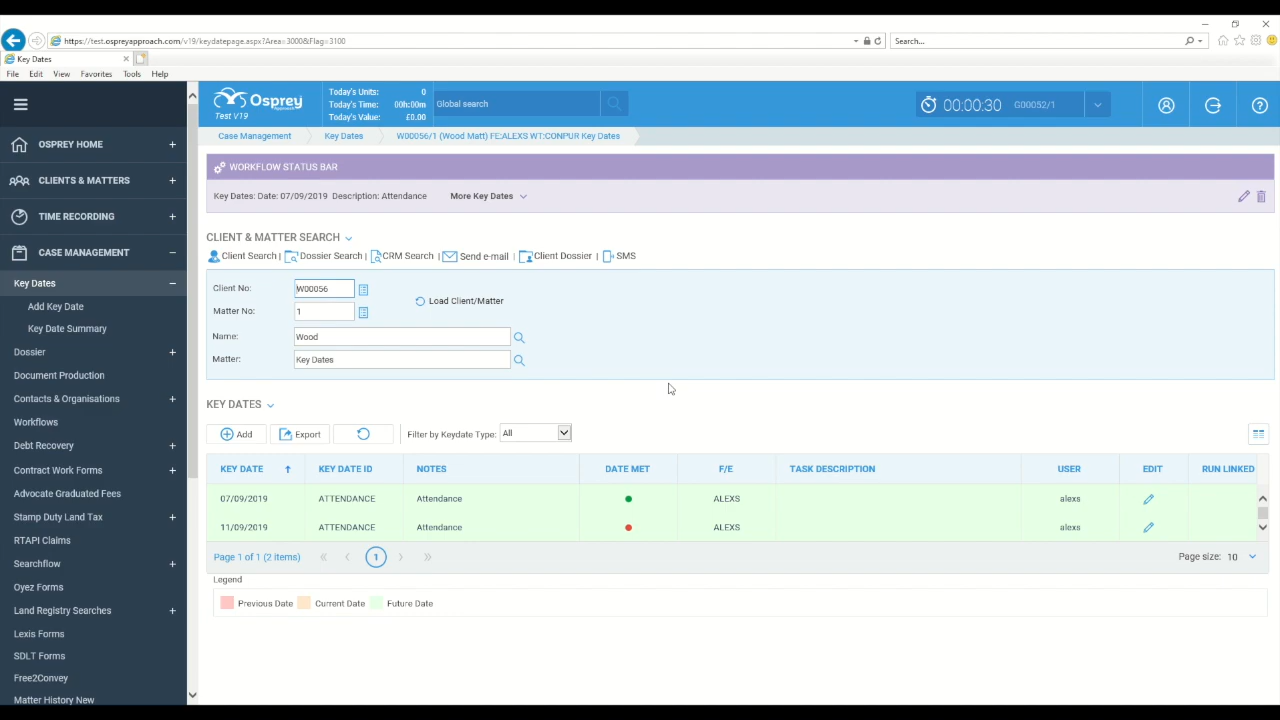 https://test.ospreyapproach.com/v19/keydatepage.aspx?Area=3000&Flag=3100
Search...
Key Dates
File Edit View Favorites Tools Help
Osprey
Test V19
Today's Units: 0
Today's Time: 00h:00m
Today's Value: £0.00
Global search
00:00:30 G00052/1
Case Management Key Dates W00056/1 (Wood Matt) FE:ALEXS WT:CONPUR Key Dates
OSPREY HOME +
CLIENTS & MATTERS +
TIME RECORDING +
CASE MANAGEMENT −
Key Dates −
Add Key Date
Key Date Summary
Dossier +
Document Production
Contacts & Organisations +
Workflows
Debt Recovery +
Contract Work Forms +
Advocate Graduated Fees
Stamp Duty Land Tax +
RTAPI Claims
Searchflow +
Oyez Forms
Land Registry Searches +
Lexis Forms
SDLT Forms
Free2Convey
Matter History New
WORKFLOW STATUS BAR
Key Dates: Date: 07/09/2019 Description: Attendance More Key Dates
CLIENT & MATTER SEARCH
Client Search | Dossier Search | CRM Search | Send e-mail | Client Dossier | SMS
Client No: W00056
Load Client/Matter
Matter No: 1
Name: Wood
Matter: Key Dates
KEY DATES
Add Export Filter by Keydate Type: All
KEY DATE KEY DATE ID NOTES DATE MET F/E TASK DESCRIPTION USER EDIT RUN LINKED
07/09/2019 ATTENDANCE Attendance ALEXS alexs
11/09/2019 ATTENDANCE Attendance ALEXS alexs
Page 1 of 1 (2 items) 1 Page size: 10
Legend
Previous Date Current Date Future Date